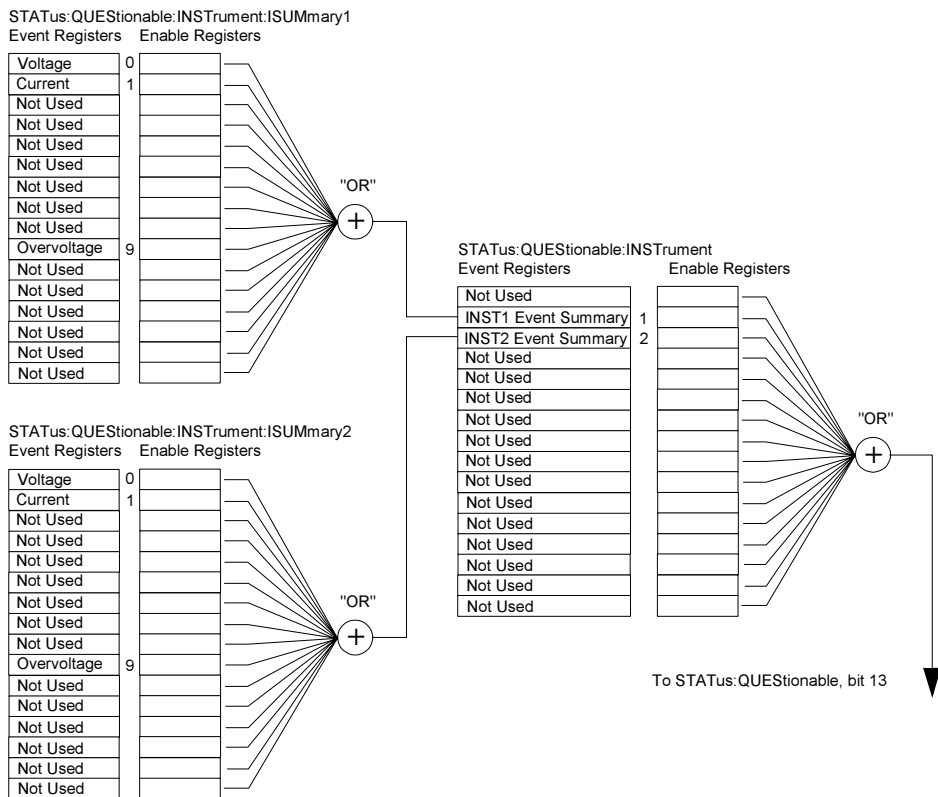 STATus:QUEStionable:INSTrument:ISUMmary1
Event Registers Enable Registers
Voltage 0
Current 1
Not Used
Not Used
Not Used
Not Used
Not Used
Not Used
Not Used
Overvoltage 9
Not Used
Not Used
Not Used
Not Used
Not Used
Not Used
"OR"
+
STATus:QUEStionable:INSTrument:ISUMmary2
Event Registers Enable Registers
Voltage 0
Current 1
Not Used
Not Used
Not Used
Not Used
Not Used
Not Used
Not Used
Overvoltage 9
Not Used
Not Used
Not Used
Not Used
Not Used
Not Used
"OR"
+
STATus:QUEStionable:INSTrument
Event Registers Enable Registers
Not Used
INST1 Event Summary 1
INST2 Event Summary 2
Not Used
Not Used
Not Used
Not Used
Not Used
Not Used
Not Used
Not Used
Not Used
Not Used
Not Used
Not Used
Not Used
"OR"
+
To STATus:QUEStionable, bit 13